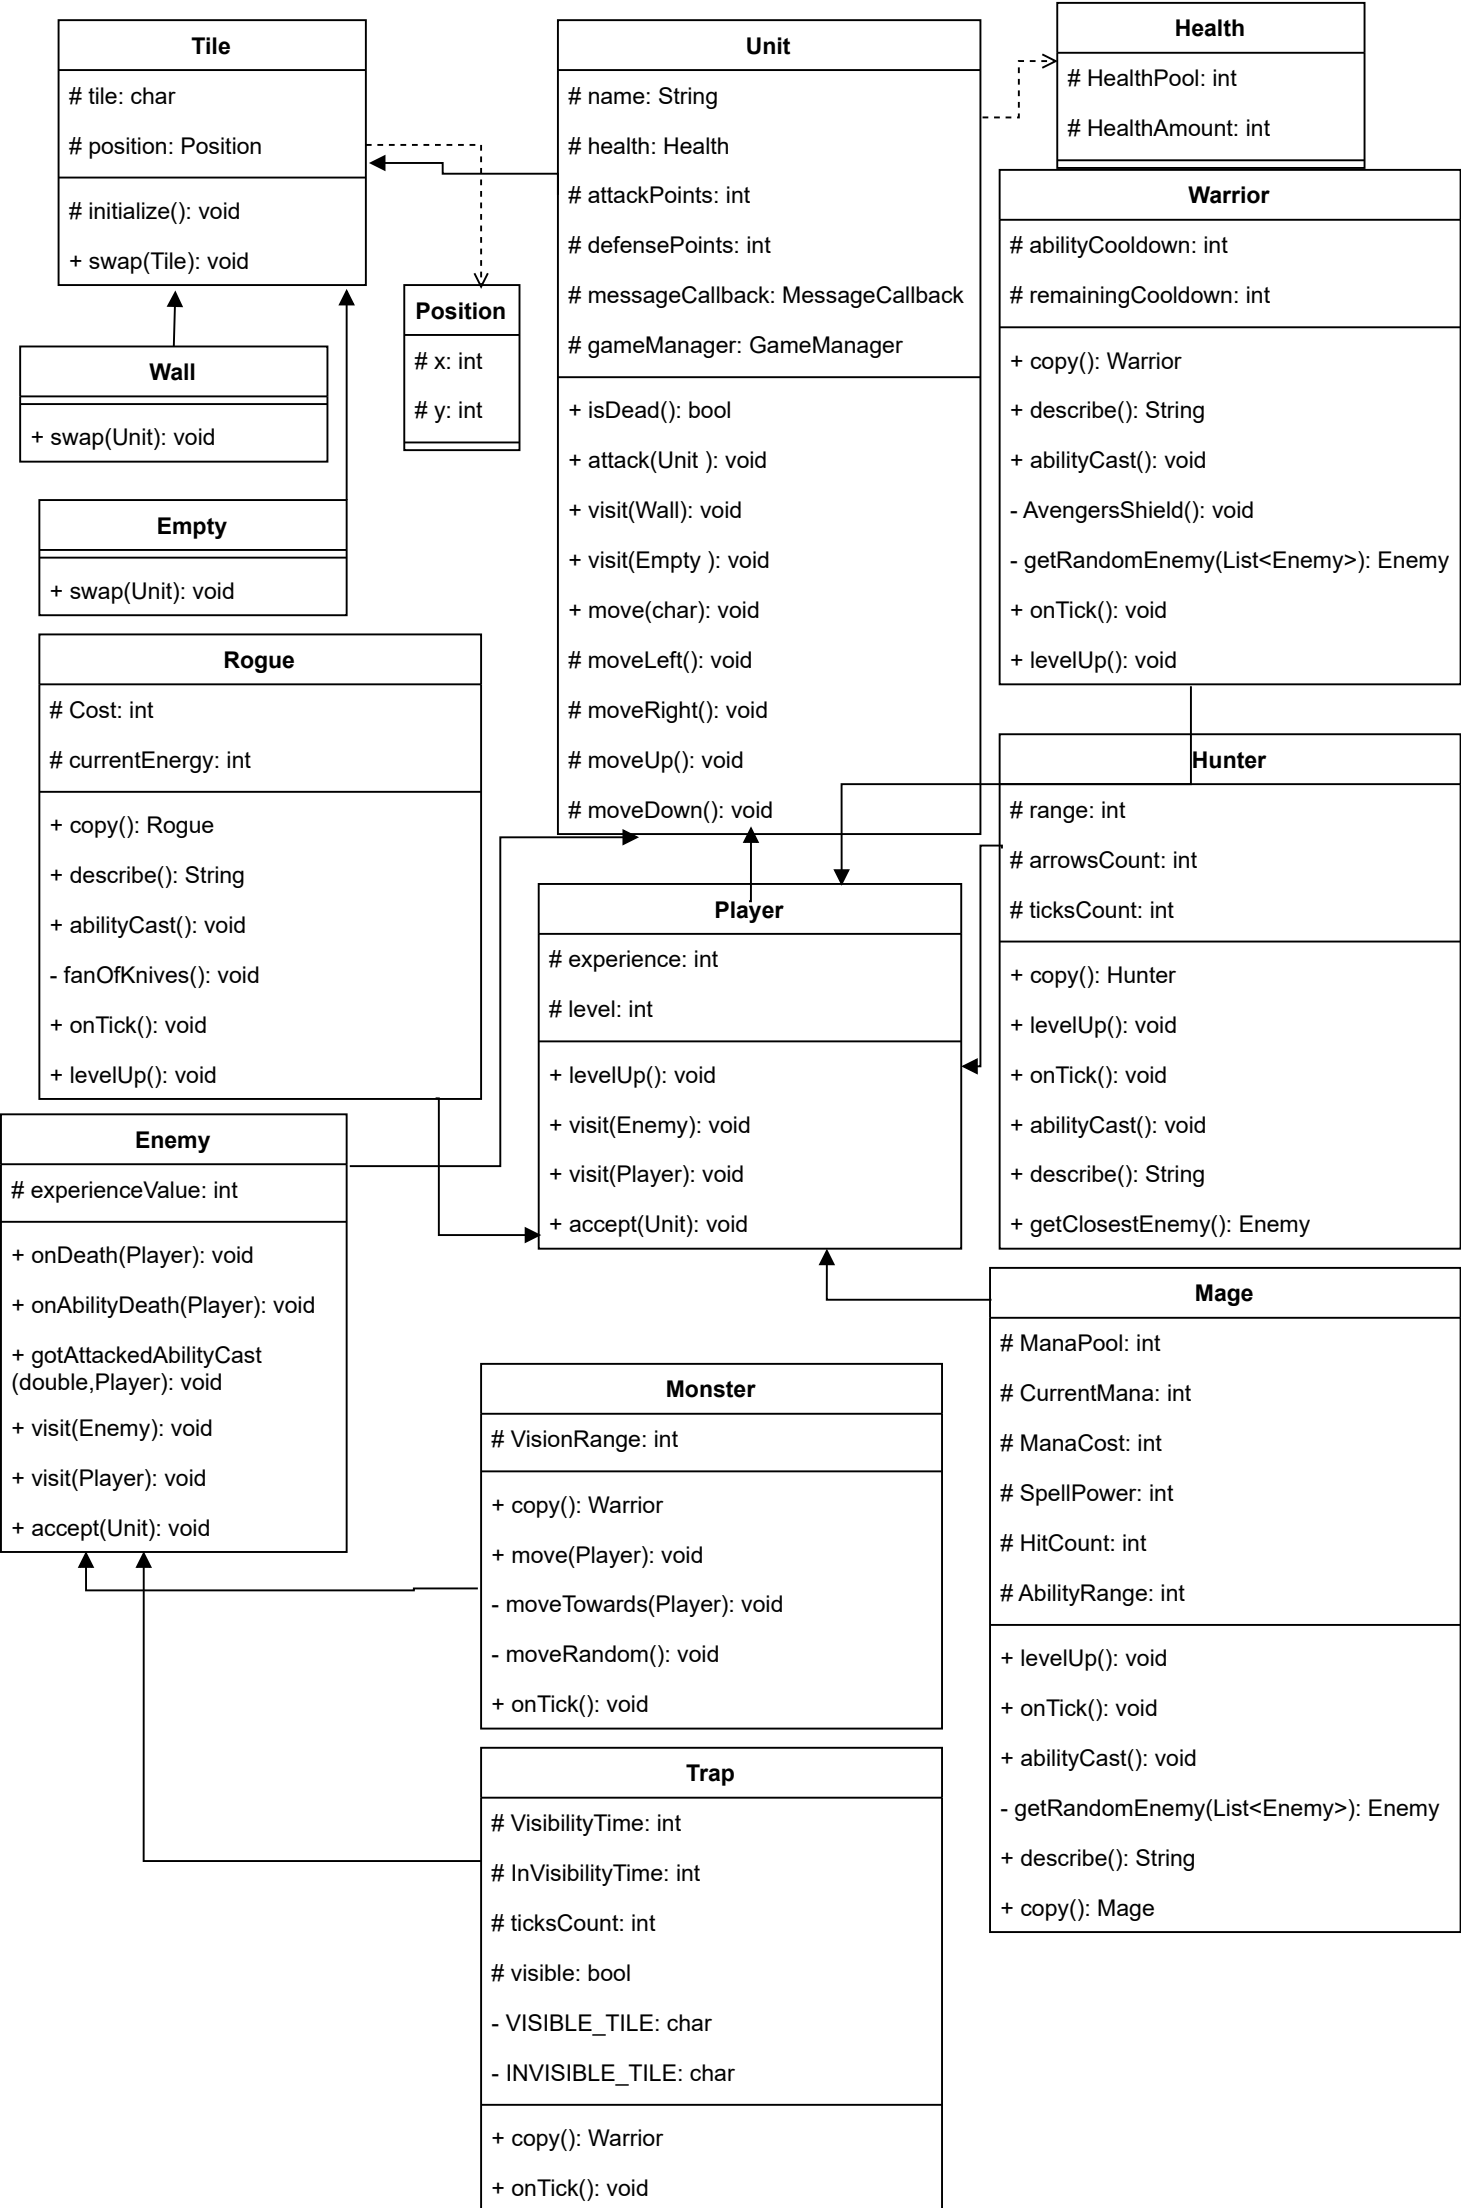 Tile
# tile: char
# position: Position
# initialize(): void
+ swap(Tile): void
Unit
# name: String
# health: Health
# attackPoints: int
# defensePoints: int
# messageCallback: MessageCallback
# gameManager: GameManager
+ isDead(): bool
+ attack(Unit ): void
+ visit(Wall): void
+ visit(Empty ): void
+ move(char): void
# moveLeft(): void
# moveRight(): void
# moveUp(): void
# moveDown(): void
Health
# HealthPool: int
# HealthAmount: int
Warrior
# abilityCooldown: int
# remainingCooldown: int
+ copy(): Warrior
+ describe(): String
+ abilityCast(): void
- AvengersShield(): void
- getRandomEnemy(List<Enemy>): Enemy
+ onTick(): void
+ levelUp(): void
Position
# x: int
# y: int
Wall
+ swap(Unit): void
Empty
+ swap(Unit): void
Rogue
# Cost: int
# currentEnergy: int
+ copy(): Rogue
+ describe(): String
+ abilityCast(): void
- fanOfKnives(): void
+ onTick(): void
+ levelUp(): void
Hunter
# range: int
# arrowsCount: int
# ticksCount: int
+ copy(): Hunter
+ levelUp(): void
+ onTick(): void
+ abilityCast(): void
+ describe(): String
+ getClosestEnemy(): Enemy
Player
# experience: int
# level: int
+ levelUp(): void
+ visit(Enemy): void
+ visit(Player): void
+ accept(Unit): void
Enemy
# experienceValue: int
+ onDeath(Player): void
+ onAbilityDeath(Player): void
+ gotAttackedAbilityCast
(double,Player): void
+ visit(Enemy): void
+ visit(Player): void
+ accept(Unit): void
Mage
# ManaPool: int
# CurrentMana: int
# ManaCost: int
# SpellPower: int
# HitCount: int
# AbilityRange: int
+ levelUp(): void
+ onTick(): void
+ abilityCast(): void
- getRandomEnemy(List<Enemy>): Enemy
+ describe(): String
+ copy(): Mage
Monster
# VisionRange: int
+ copy(): Warrior
+ move(Player): void
- moveTowards(Player): void
- moveRandom(): void
+ onTick(): void
Trap
# VisibilityTime: int
# InVisibilityTime: int
# ticksCount: int
# visible: bool
- VISIBLE_TILE: char
- INVISIBLE_TILE: char
+ copy(): Warrior
+ onTick(): void